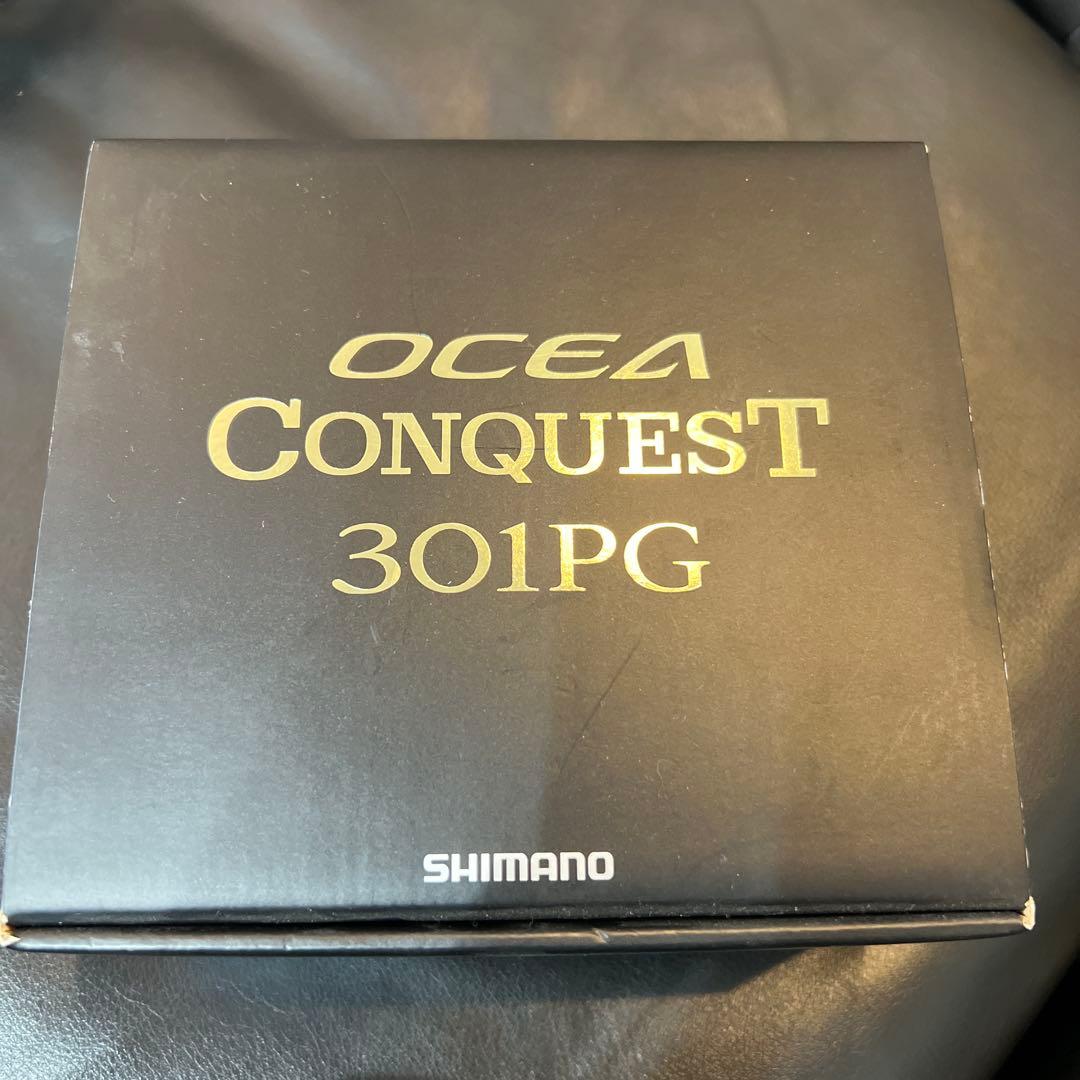 OCEA
CONQUEST
301PG
SHIMANO